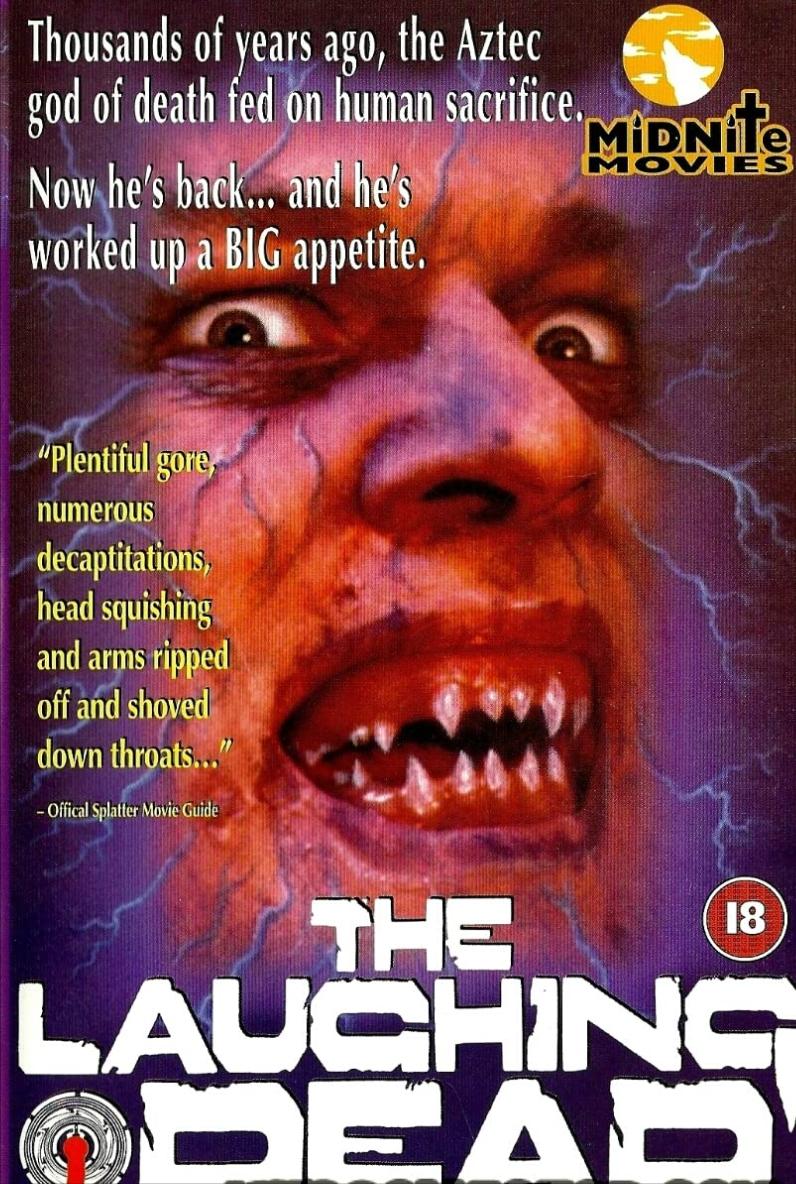 Thousands of years ago, the Aztec
god of death fed on human sacrifice.
Now he's back... and he's
worked up a BIG appetite.
MiDNiTe
MOVIES
"Plentiful gore,
numerous
decaptitations,
head squishing
and arms ripped
off and shoved
down throats..."
– Offical Splatter Movie Guide
18
THE
LAUGHING
DEAD